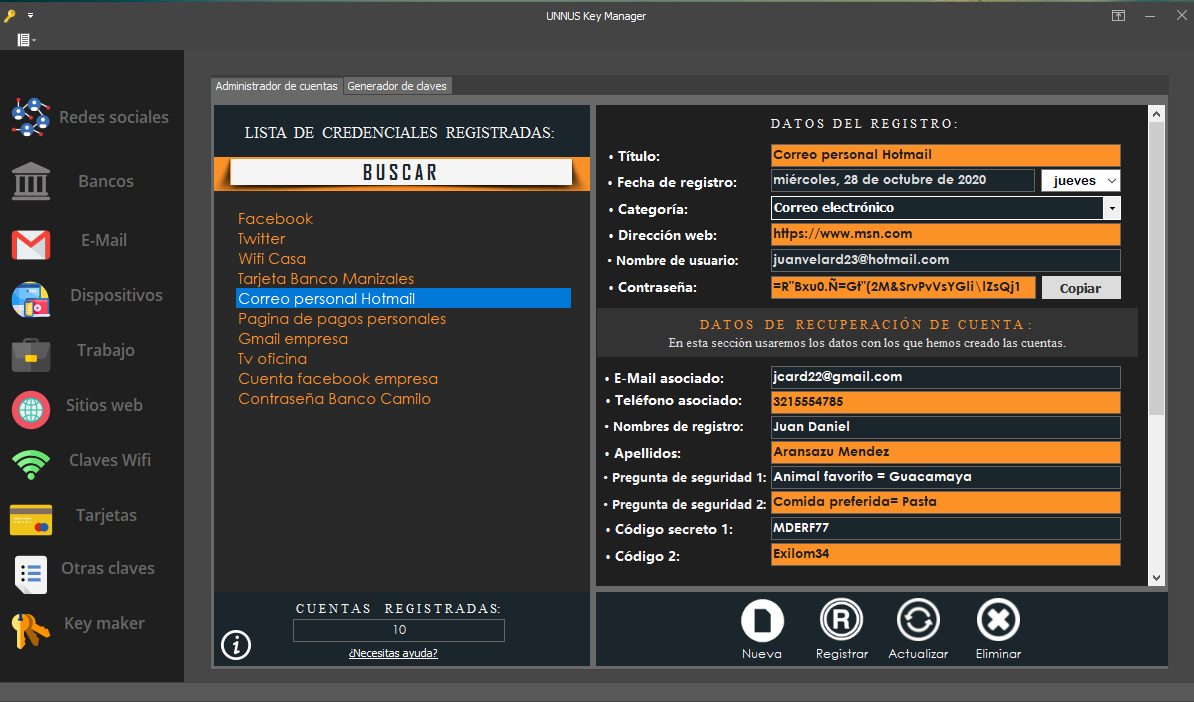 UNNUS Key Manager
Redes sociales
Bancos
E-Mail
Dispositivos
Trabajo
Sitios web
Claves Wifi
Tarjetas
Otras claves
Key maker
Administrador de cuentas
Generador de claves
LISTA DE CREDENCIALES REGISTRADAS:
BUSCAR
Facebook
Twitter
Wifi Casa
Tarjeta Banco Manizales
Correo personal Hotmail
Pagina de pagos personales
Gmail empresa
Tv oficina
Cuenta facebook empresa
Contraseña Banco Camilo
CUENTAS REGISTRADAS:
10
¿Necesitas ayuda?
DATOS DEL REGISTRO:
• Título: Correo personal Hotmail
• Fecha de registro: miércoles, 28 de octubre de 2020 jueves
• Categoría: Correo electrónico
• Dirección web: https://www.msn.com
• Nombre de usuario: juanvelard23@hotmail.com
• Contraseña: =R"Bxu0.Ñ=Gt"(2M&SrvPvVsYGli\lZsQj1 Copiar
DATOS DE RECUPERACIÓN DE CUENTA:
En esta sección usaremos los datos con los que hemos creado las cuentas.
• E-Mail asociado: jcard22@gmail.com
• Teléfono asociado: 3215554785
• Nombres de registro: Juan Daniel
• Apellidos: Aransazu Mendez
• Pregunta de seguridad 1: Animal favorito = Guacamaya
• Pregunta de seguridad 2: Comida preferida= Pasta
• Código secreto 1: MDERF77
• Código 2: Exilom34
Nueva
R
Registrar
Actualizar
Eliminar